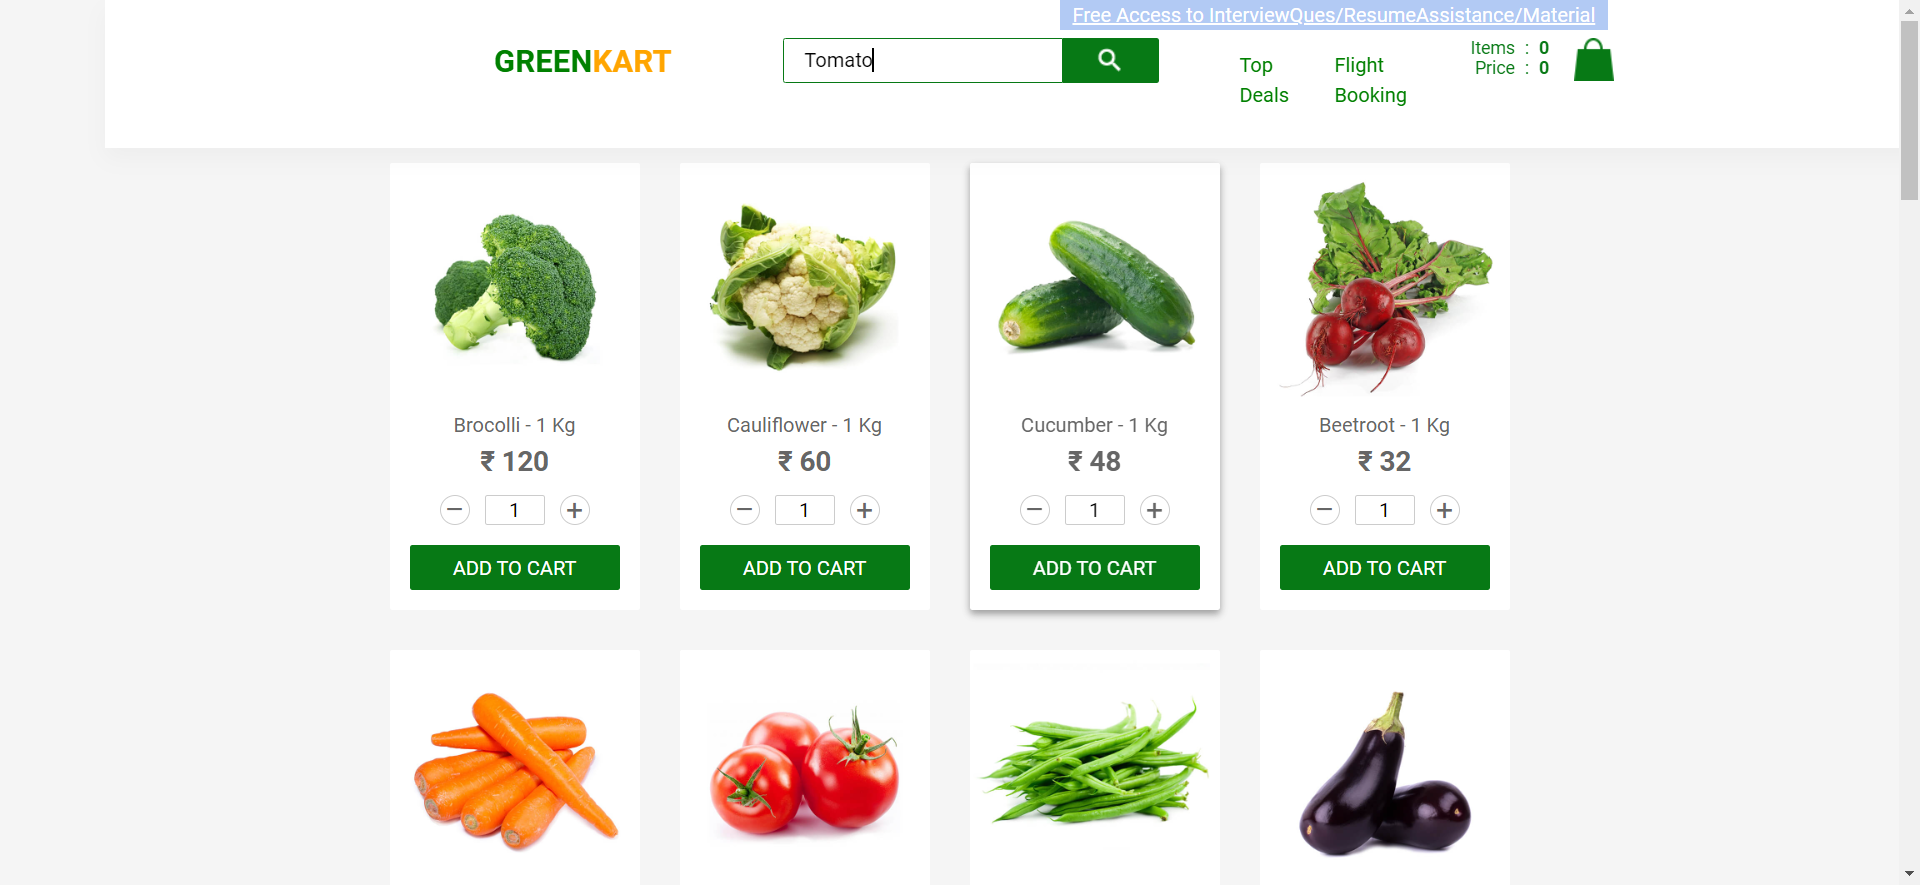 Free Access to InterviewQues/ResumeAssistance/Material
GREENKART
Tomato
Top Deals
Flight Booking
Items : 0
Price : 0
Brocolli - 1 Kg
₹ 120
− 1 +
ADD TO CART
Cauliflower - 1 Kg
₹ 60
− 1 +
ADD TO CART
Cucumber - 1 Kg
₹ 48
− 1 +
ADD TO CART
Beetroot - 1 Kg
₹ 32
− 1 +
ADD TO CART